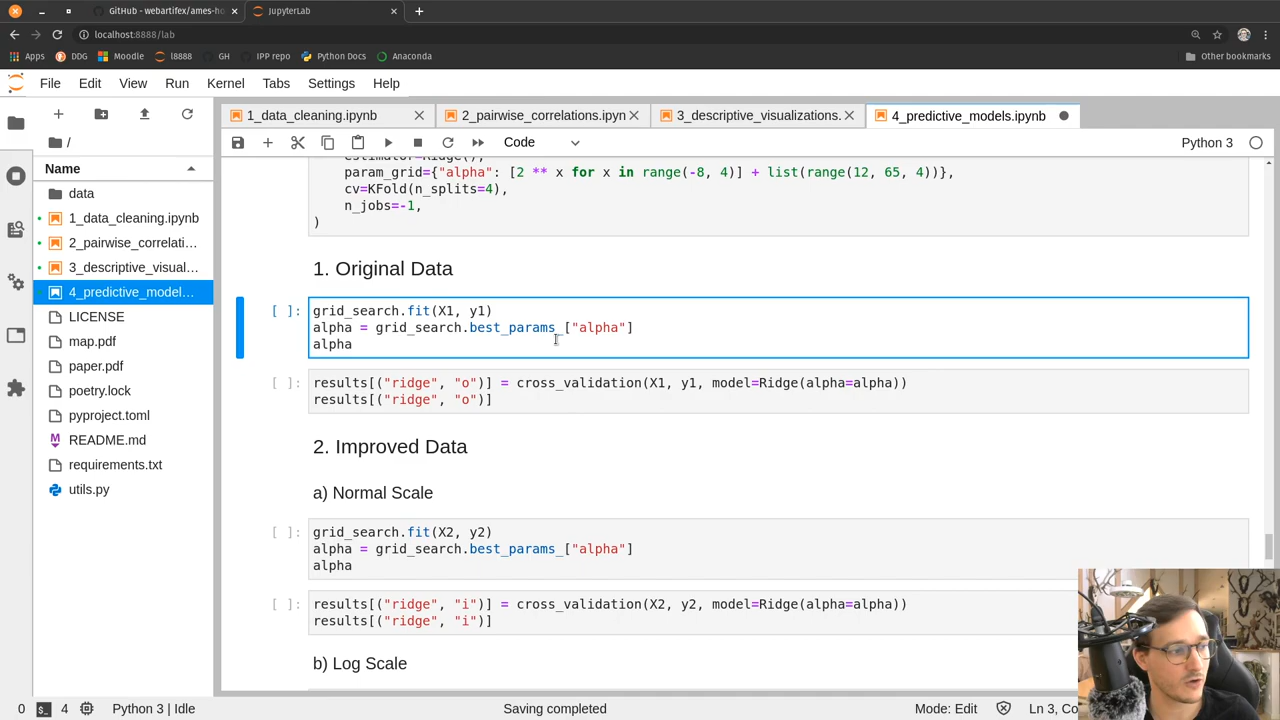 GitHub - webartifex/ames-ho
JupyterLab
localhost:8888/lab
Apps
DDG
Moodle
l8888
GH
IPP repo
Python Docs
Anaconda
Other bookmarks
File Edit View Run Kernel Tabs Settings Help
1_data_cleaning.ipynb
2_pairwise_correlations.ipyn
3_descriptive_visualizations.
4_predictive_models.ipynb
Code
Python 3
/
Name
data
1_data_cleaning.ipynb
2_pairwise_correlati…
3_descriptive_visual…
4_predictive_model…
LICENSE
map.pdf
paper.pdf
poetry.lock
pyproject.toml
README.md
requirements.txt
utils.py
estimator=Ridge(),
param_grid={"alpha": [2 ** x for x in range(-8, 4)] + list(range(12, 65, 4))},
cv=KFold(n_splits=4),
n_jobs=-1,
)
1. Original Data
[ ]: grid_search.fit(X1, y1)
alpha = grid_search.best_params_["alpha"]
alpha
[ ]: results[("ridge", "o")] = cross_validation(X1, y1, model=Ridge(alpha=alpha))
results[("ridge", "o")]
2. Improved Data
a) Normal Scale
[ ]: grid_search.fit(X2, y2)
alpha = grid_search.best_params_["alpha"]
alpha
[ ]: results[("ridge", "i")] = cross_validation(X2, y2, model=Ridge(alpha=alpha))
results[("ridge", "i")]
b) Log Scale
0
4
Python 3 | Idle
Saving completed
Mode: Edit
Ln 3, Co